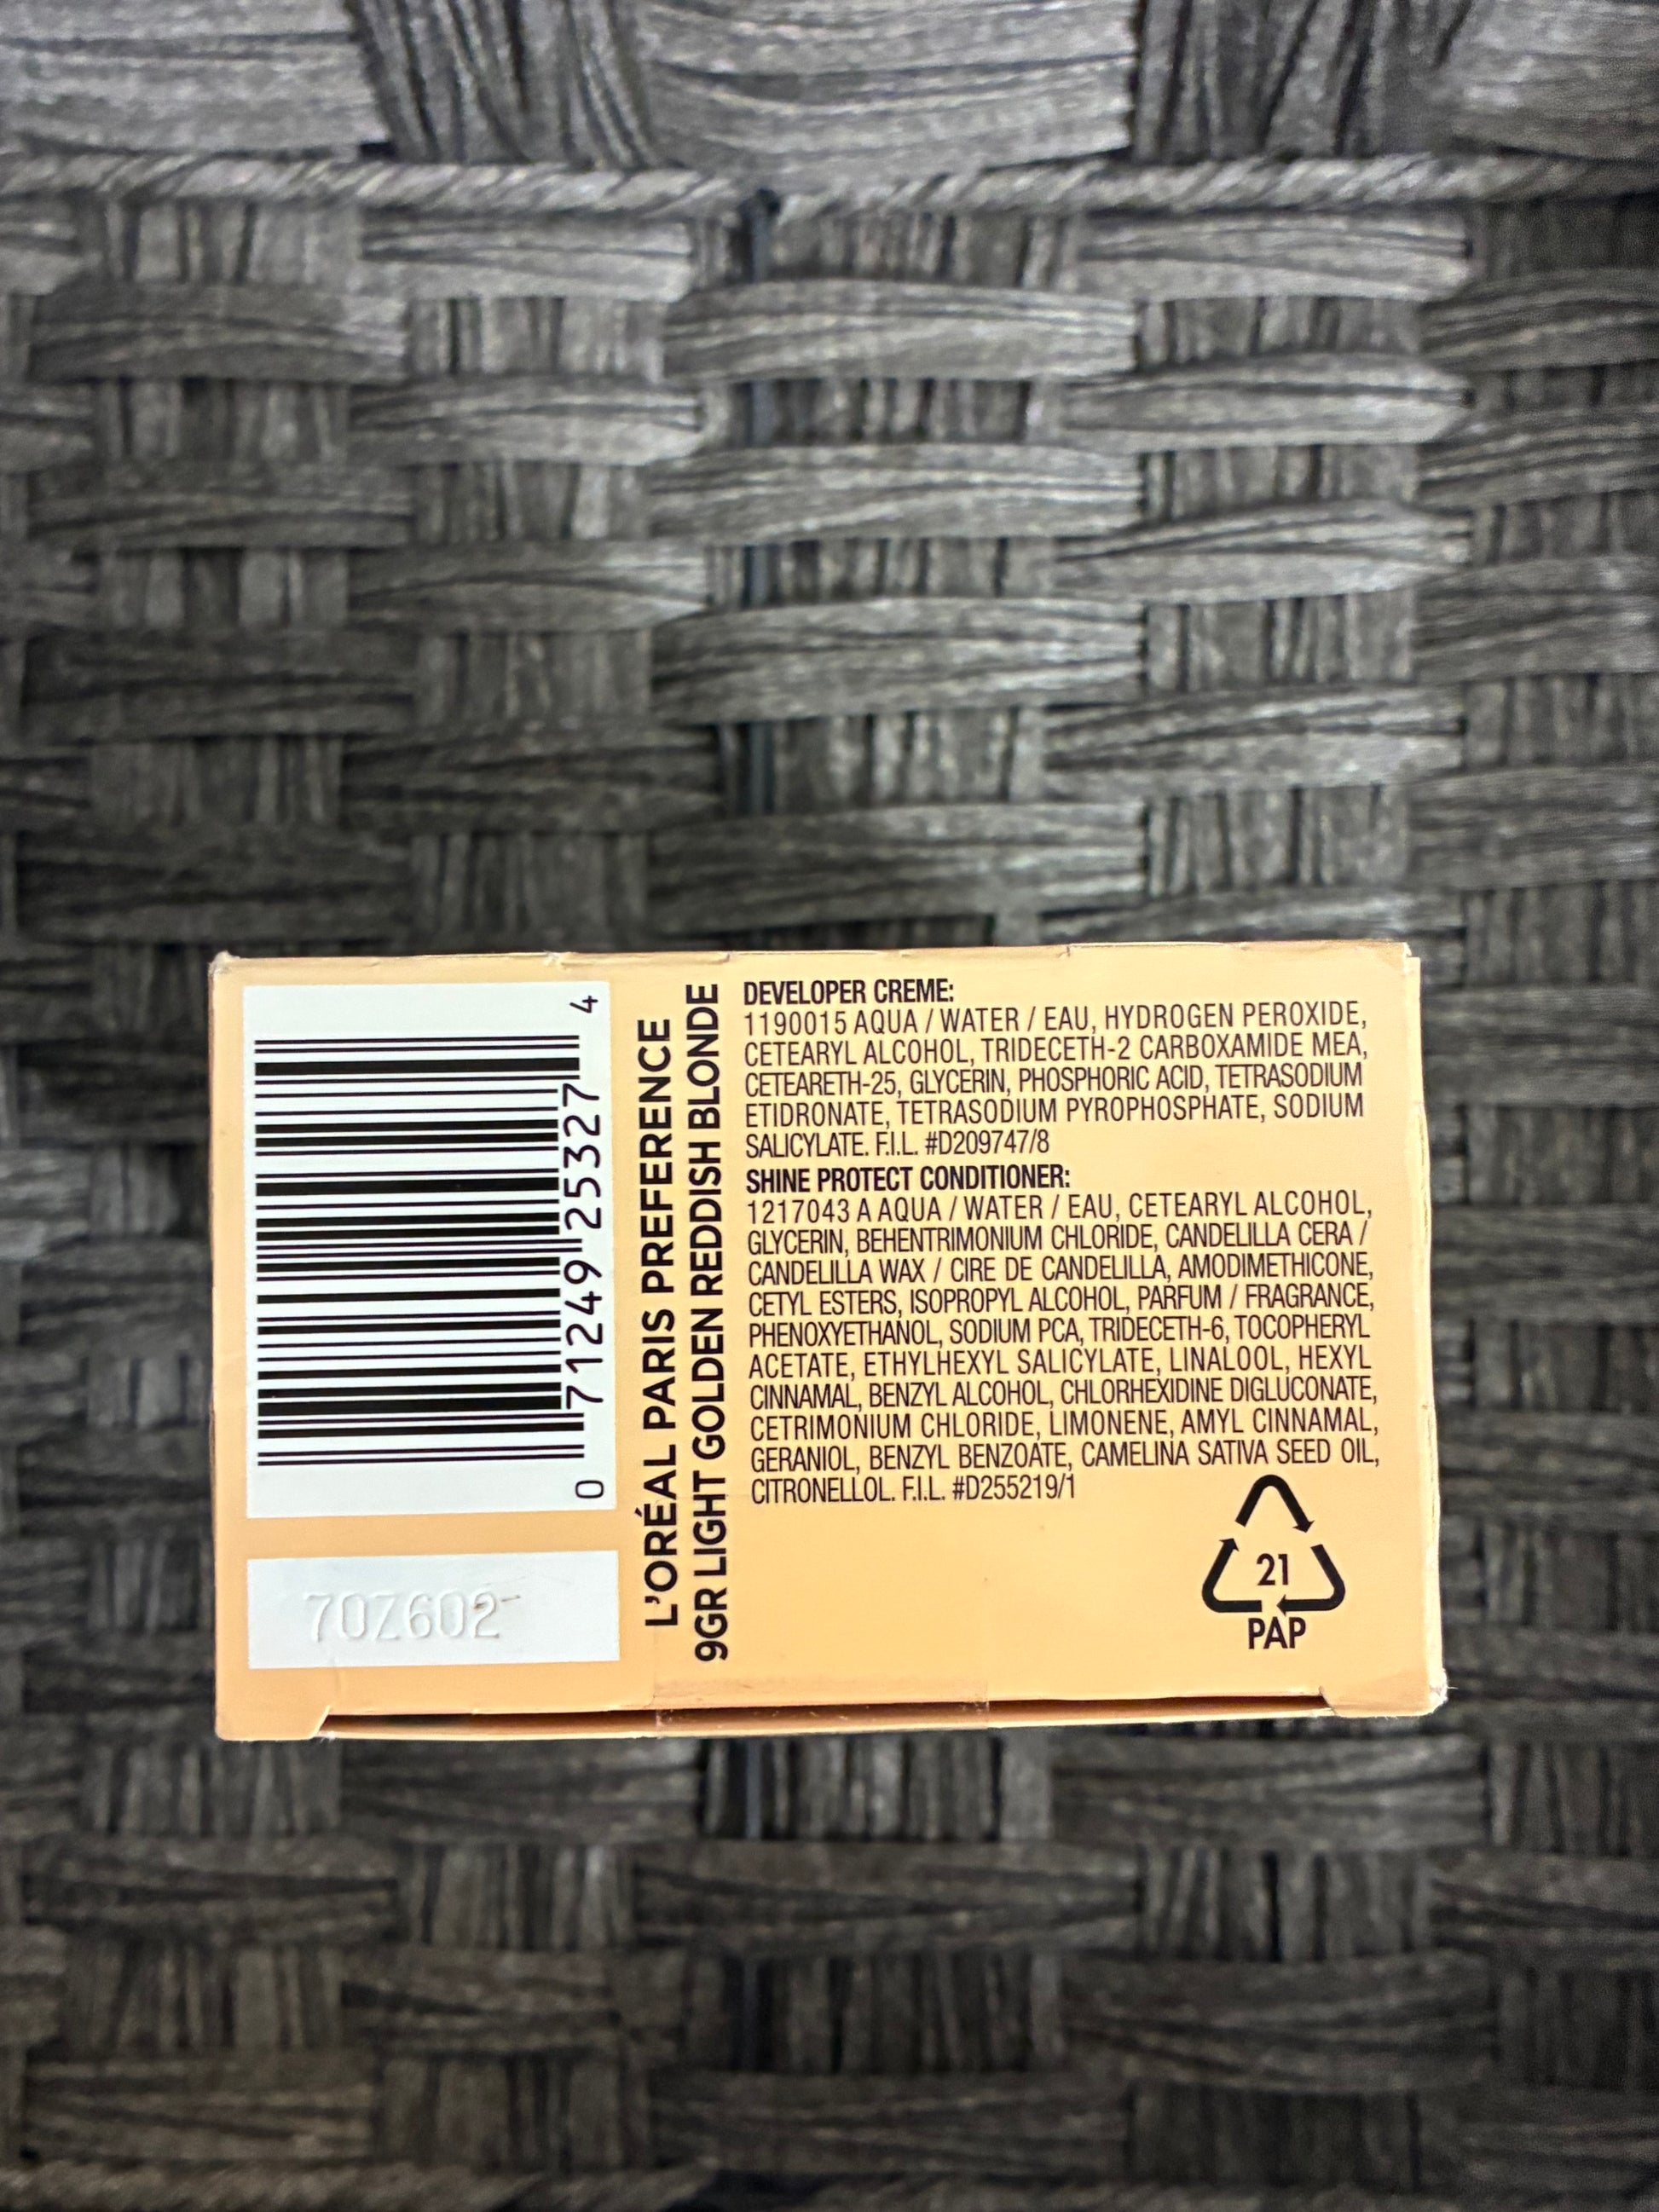 0 71249 25327 4
70Z602
L'ORÉAL PARIS PREFERENCE
9GR LIGHT GOLDEN REDDISH BLONDE
DEVELOPER CREME:
1190015 AQUA / WATER / EAU, HYDROGEN PEROXIDE,
CETEARYL ALCOHOL, TRIDECETH-2 CARBOXAMIDE MEA,
CETEARETH-25, GLYCERIN, PHOSPHORIC ACID, TETRASODIUM
ETIDRONATE, TETRASODIUM PYROPHOSPHATE, SODIUM
SALICYLATE. F.I.L. #D209747/8
SHINE PROTECT CONDITIONER:
1217043 A AQUA / WATER / EAU, CETEARYL ALCOHOL,
GLYCERIN, BEHENTRIMONIUM CHLORIDE, CANDELILLA CERA /
CANDELILLA WAX / CIRE DE CANDELILLA, AMODIMETHICONE,
CETYL ESTERS, ISOPROPYL ALCOHOL, PARFUM / FRAGRANCE,
PHENOXYETHANOL, SODIUM PCA, TRIDECETH-6, TOCOPHERYL
ACETATE, ETHYLHEXYL SALICYLATE, LINALOOL, HEXYL
CINNAMAL, BENZYL ALCOHOL, CHLORHEXIDINE DIGLUCONATE,
CETRIMONIUM CHLORIDE, LIMONENE, AMYL CINNAMAL,
GERANIOL, BENZYL BENZOATE, CAMELINA SATIVA SEED OIL,
CITRONELLOL. F.I.L. #D255219/1
21
PAP